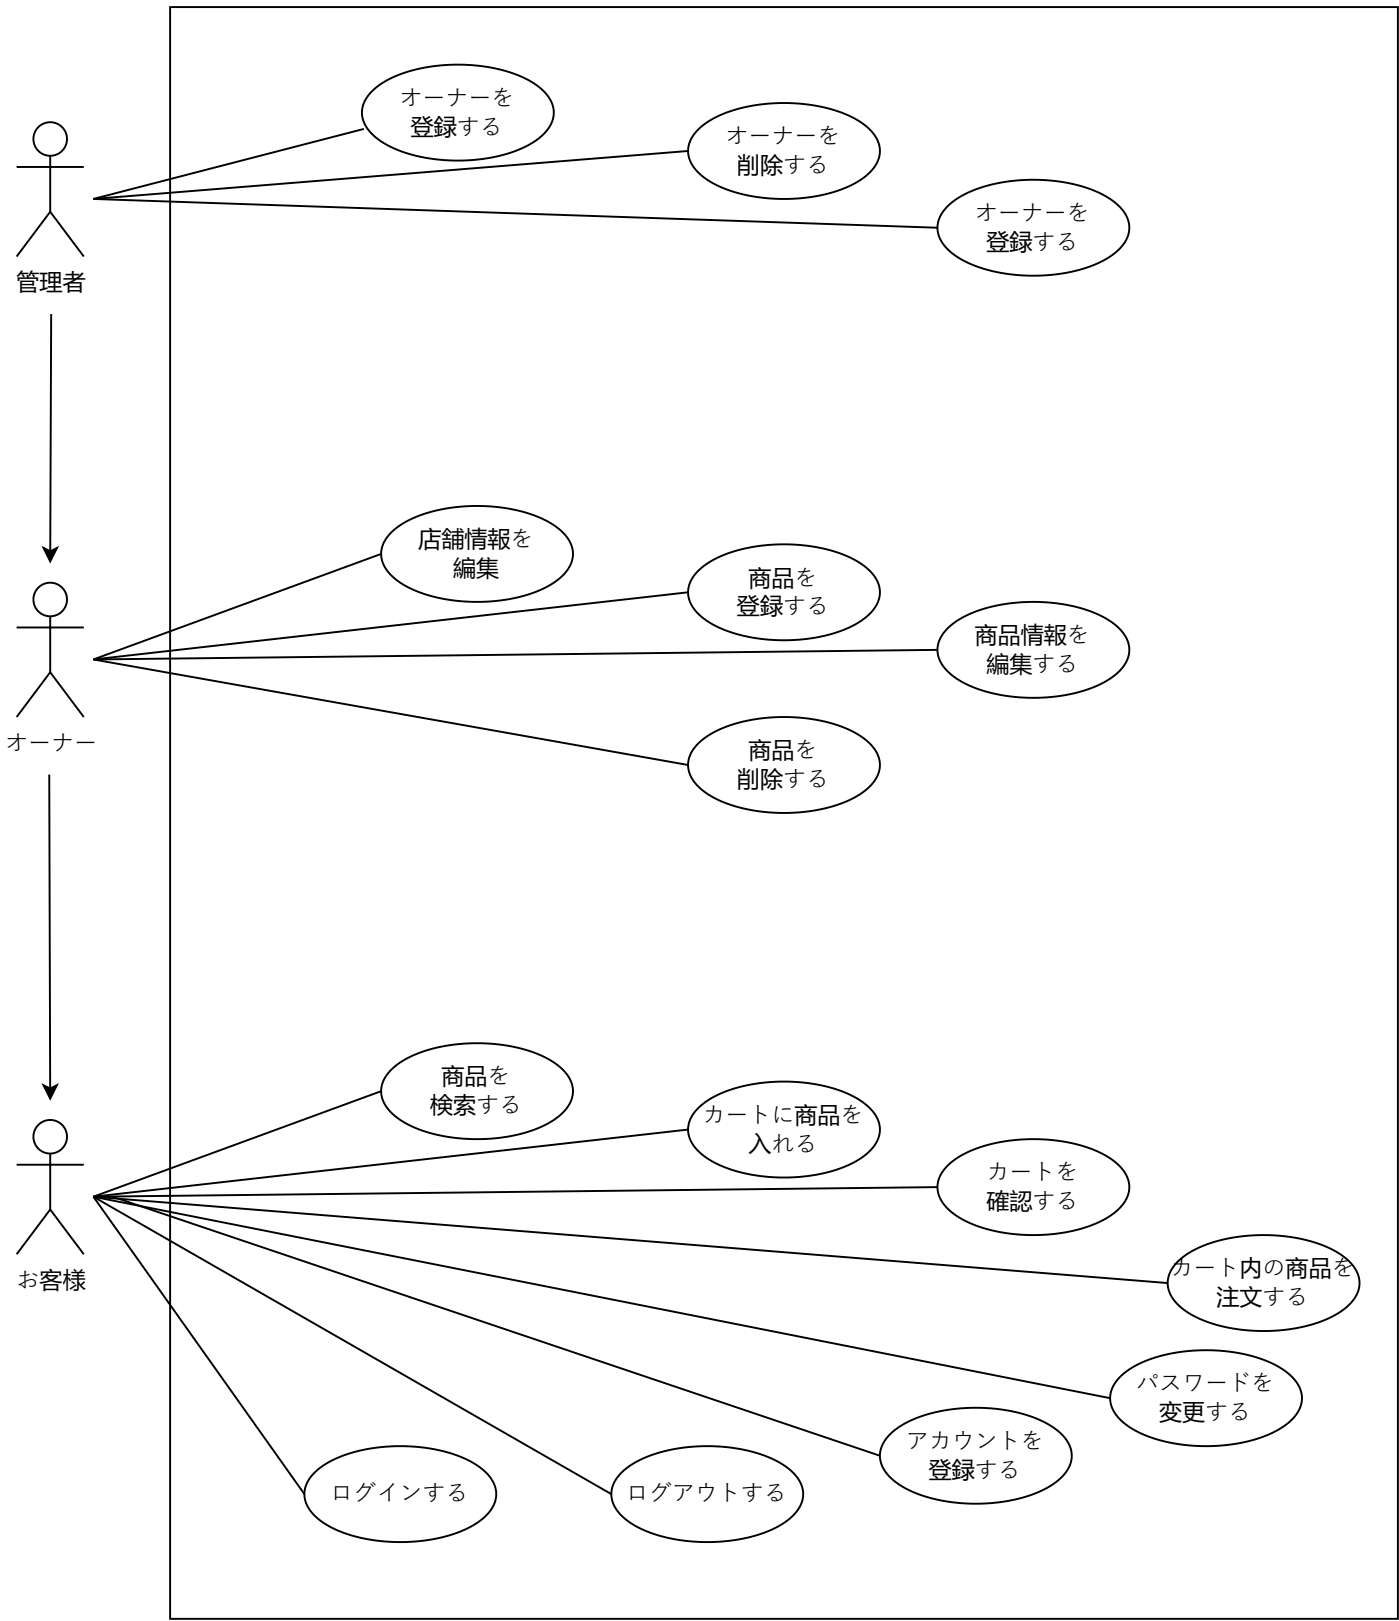 オーナーを
登録する
オーナーを
削除する
オーナーを
登録する
管理者
店舗情報を
編集
商品を
登録する
商品情報を
編集する
商品を
削除する
オーナー
商品を
検索する
カートに商品を
入れる
カートを
確認する
カート内の商品を
注文する
お客様
パスワードを
変更する
アカウントを
登録する
ログインする
ログアウトする